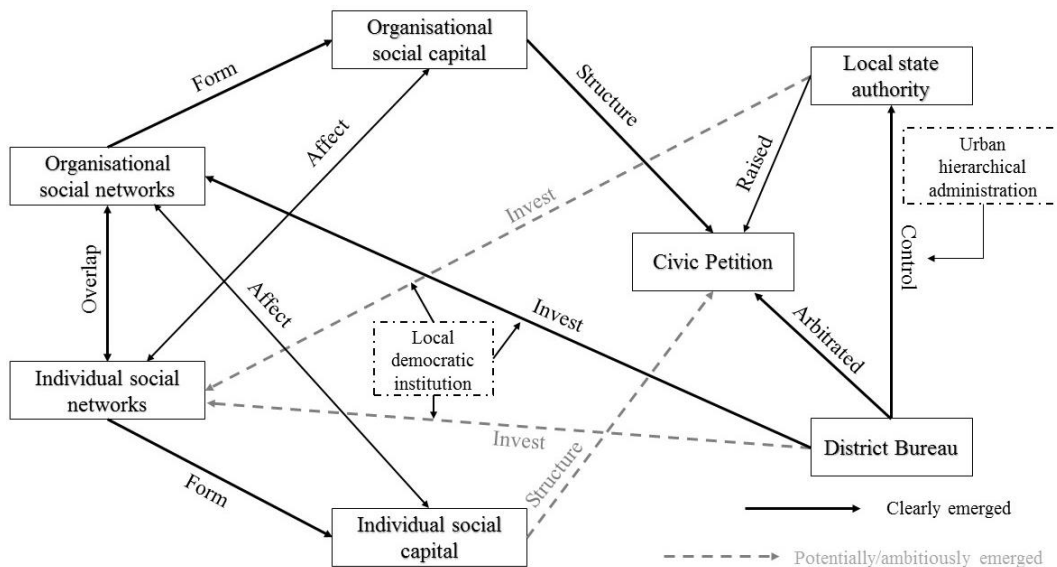 Organisational
social capital
Local state
authority
Form
Structure
Affect
Raised
Urban
hierarchical
administration
Organisational
social networks
Invest
Civic Petition
Control
Overlap
Affect
Invest
Local
democratic
institution
Arbitrated
Individual social
networks
Invest
District Bureau
Form
Structure
Individual social
capital
Clearly emerged
Potentially/ambitiously emerged